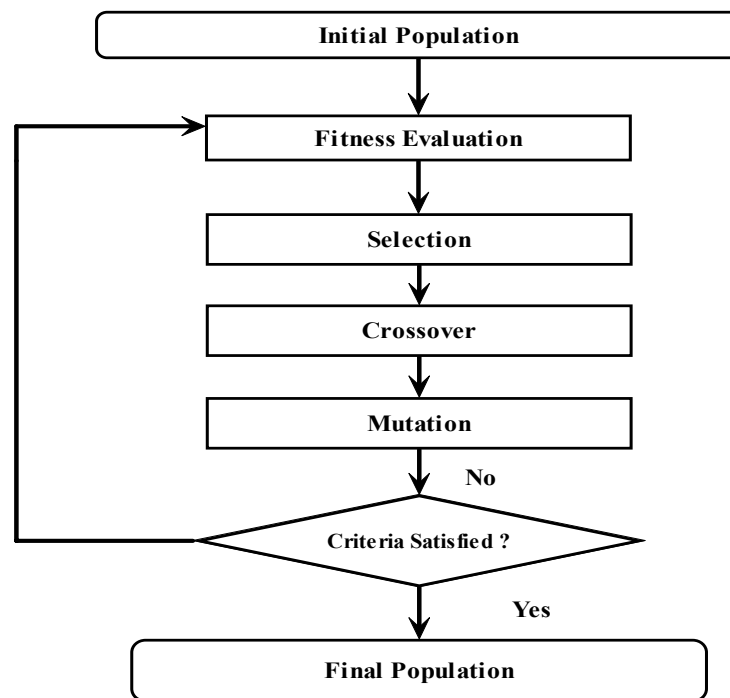 Initial Population
Fitness Evaluation
Selection
Crossover
Mutation
No
Criteria Satisfied ?
Yes
Final Population